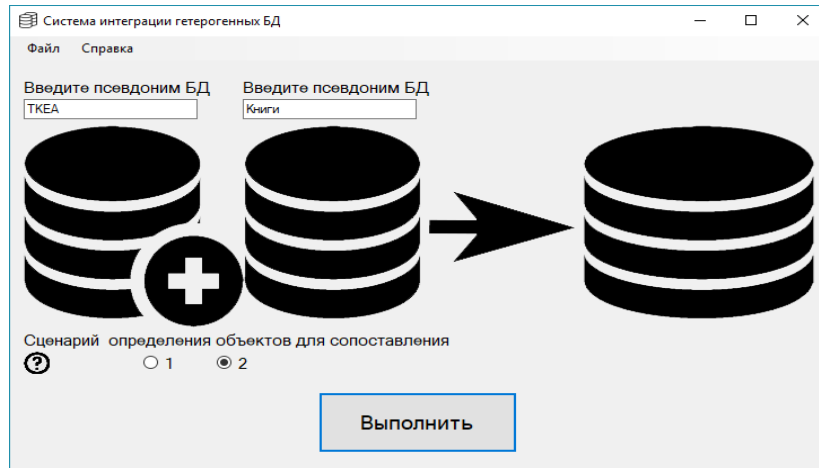 Система интеграции гетерогенных БД
Файл Справка
Введите псевдоним БД Введите псевдоним БД
TKEA Книги
Сценарий определения объектов для сопоставления
? 1 2
Выполнить